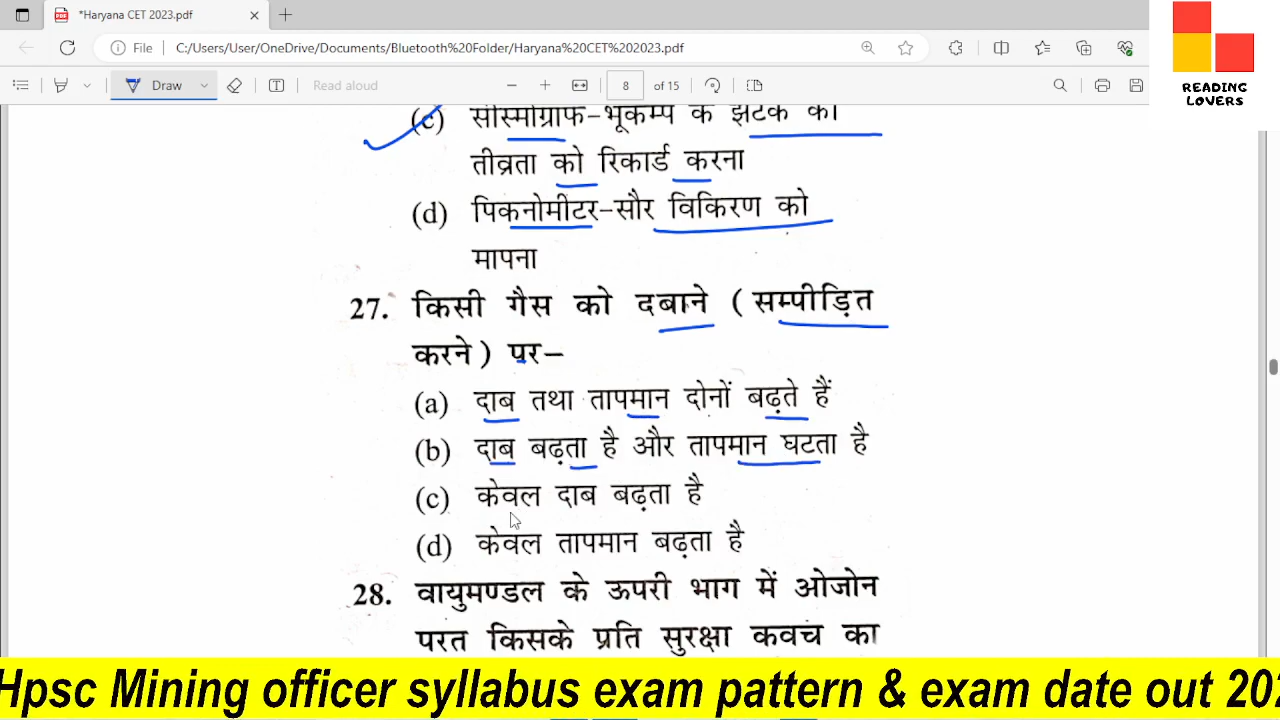 *Haryana CET 2023.pdf
File C:/Users/User/OneDrive/Documents/Bluetooth%20Folder/Haryana%20CET%202023.pdf
Draw Read aloud 8 of 15
READING
LOVERS
(c) सीस्मोग्राफ-भूकम्प के झटके की
तीव्रता को रिकार्ड करना
(d) पिकनोमीटर-सौर विकिरण को
मापना
27. किसी गैस को दबाने (सम्पीड़ित
करने) पर–
(a) दाब तथा तापमान दोनों बढ़ते हैं
(b) दाब बढ़ता है और तापमान घटता है
(c) केवल दाब बढ़ता है
(d) केवल तापमान बढ़ता है
28. वायुमण्डल के ऊपरी भाग में ओजोन
परत किसके प्रति सुरक्षा कवच का
Hpsc Mining officer syllabus exam pattern & exam date out